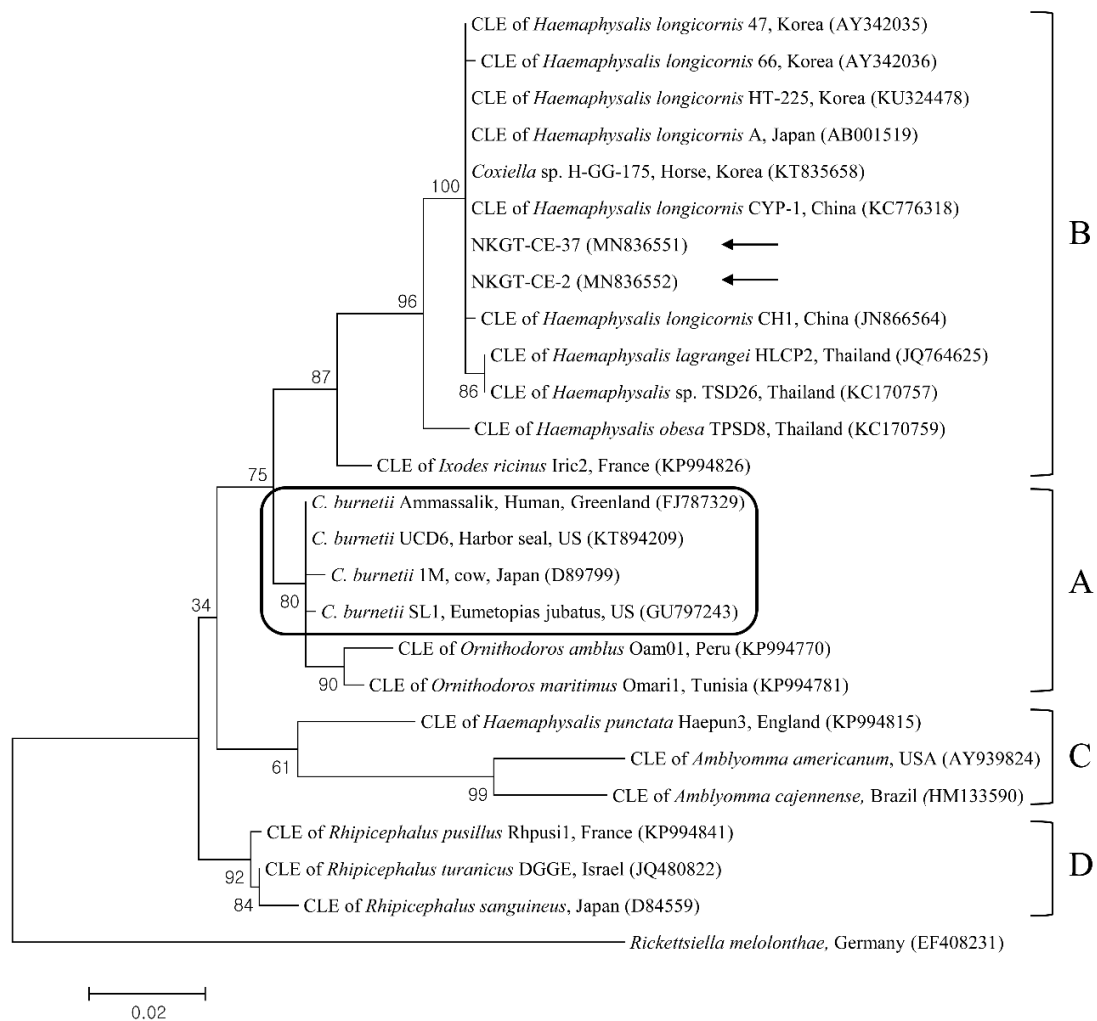 CLE of Haemaphysalis longicornis 47, Korea (AY342035)
CLE of Haemaphysalis longicornis 66, Korea (AY342036)
CLE of Haemaphysalis longicornis HT-225, Korea (KU324478)
CLE of Haemaphysalis longicornis A, Japan (AB001519)
Coxiella sp. H-GG-175, Horse, Korea (KT835658)
100
CLE of Haemaphysalis longicornis CYP-1, China (KC776318)
B
NKGT-CE-37 (MN836551)
NKGT-CE-2 (MN836552)
96
CLE of Haemaphysalis longicornis CH1, China (JN866564)
CLE of Haemaphysalis lagrangei HLCP2, Thailand (JQ764625)
87
86
CLE of Haemaphysalis sp. TSD26, Thailand (KC170757)
CLE of Haemaphysalis obesa TPSD8, Thailand (KC170759)
CLE of Ixodes ricinus Iric2, France (KP994826)
75
C. burnetii Ammassalik, Human, Greenland (FJ787329)
C. burnetii UCD6, Harbor seal, US (KT894209)
C. burnetii 1M, cow, Japan (D89799)
A
80
34
C. burnetii SL1, Eumetopias jubatus, US (GU797243)
CLE of Ornithodoros amblus Oam01, Peru (KP994770)
90
CLE of Ornithodoros maritimus Omari1, Tunisia (KP994781)
CLE of Haemaphysalis punctata Haepun3, England (KP994815)
61
CLE of Amblyomma americanum, USA (AY939824)
C
99
CLE of Amblyomma cajennense, Brazil (HM133590)
CLE of Rhipicephalus pusillus Rhpusi1, France (KP994841)
92
CLE of Rhipicephalus turanicus DGGE, Israel (JQ480822)
D
84
CLE of Rhipicephalus sanguineus, Japan (D84559)
Rickettsiella melolonthae, Germany (EF408231)
0.02